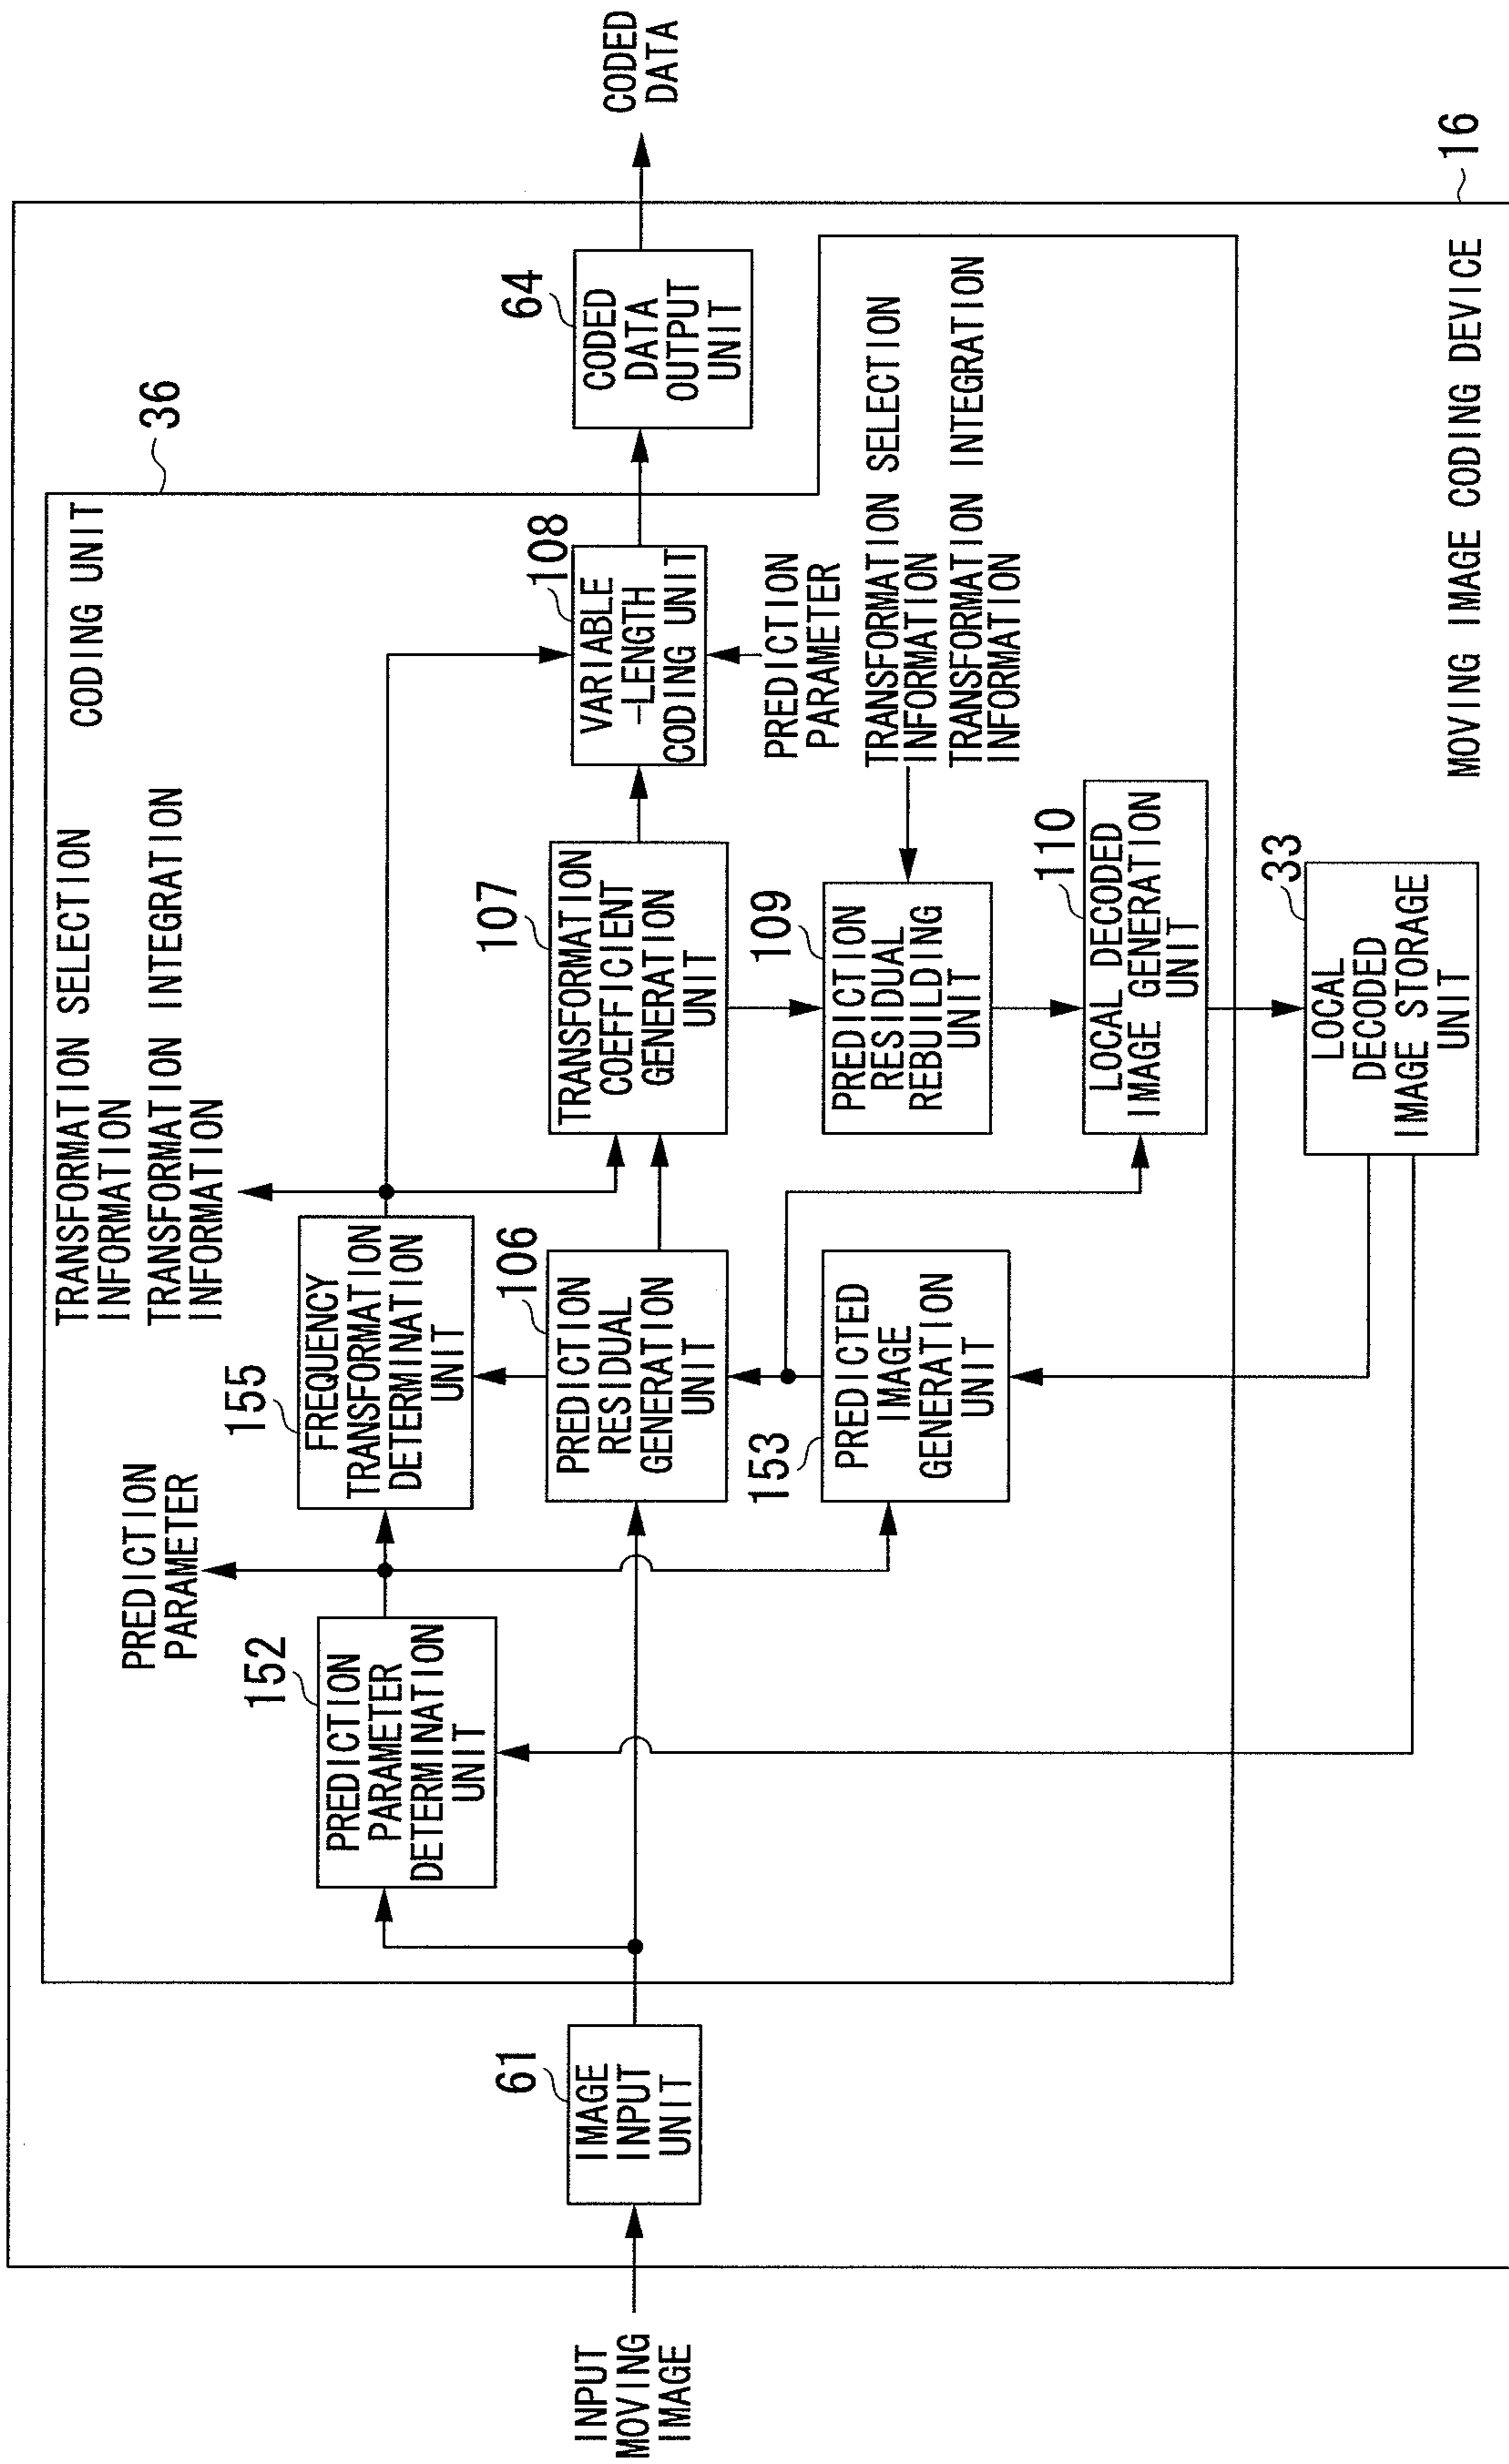 INPUT
MOVING
IMAGE
61
IMAGE
INPUT
UNIT
152
PREDICTION
PARAMETER
DETERMINATION
UNIT
PREDICTION
PARAMETER
155
FREQUENCY
TRANSFORMATION
DETERMINATION
UNIT
TRANSFORMATION SELECTION
INFORMATION
TRANSFORMATION INTEGRATION
INFORMATION
106
PREDICTION
RESIDUAL
GENERATION
UNIT
153
PREDICTED
IMAGE
GENERATION
UNIT
107
TRANSFORMATION
COEFFICIENT
GENERATION
UNIT
109
PREDICTION
RESIDUAL
REBUILDING
UNIT
110
LOCAL DECODED
IMAGE GENERATION
UNIT
33
LOCAL
DECODED
IMAGE STORAGE
UNIT
CODING UNIT
36
108
VARIABLE
-LENGTH
CODING UNIT
PREDICTION
PARAMETER
TRANSFORMATION SELECTION
INFORMATION
TRANSFORMATION INTEGRATION
INFORMATION
64
CODED
DATA
OUTPUT
UNIT
CODED
DATA
MOVING IMAGE CODING DEVICE
16